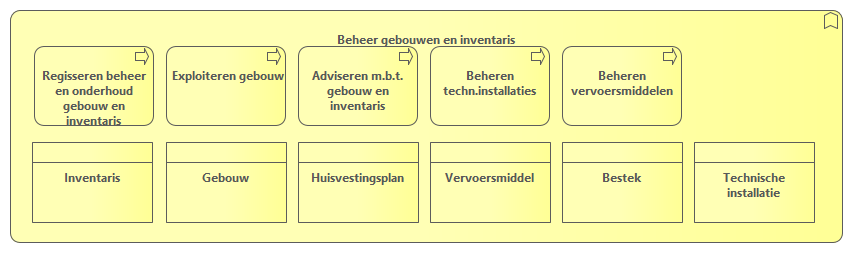 Beheer gebouwen en inventaris
Regisseren beheer
en onderhoud
gebouw en
inventaris
Exploiteren gebouw
Adviseren m.b.t.
gebouw en
inventaris
Beheren
techn.installaties
Beheren
vervoersmiddelen
Inventaris
Gebouw
Huisvestingsplan
Vervoersmiddel
Bestek
Technische
installatie